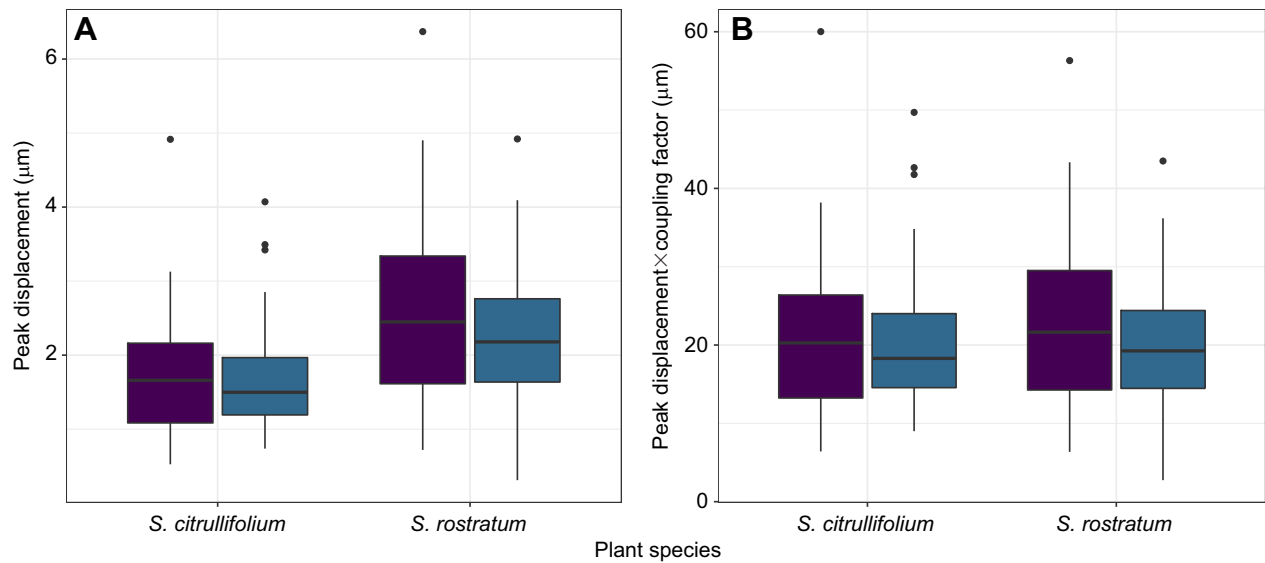 A
Peak displacement (μm)
6
4
2
S. citrullifolium
S. rostratum
B
Peak displacement×coupling factor (μm)
60
40
20
0
S. citrullifolium
S. rostratum
Plant species